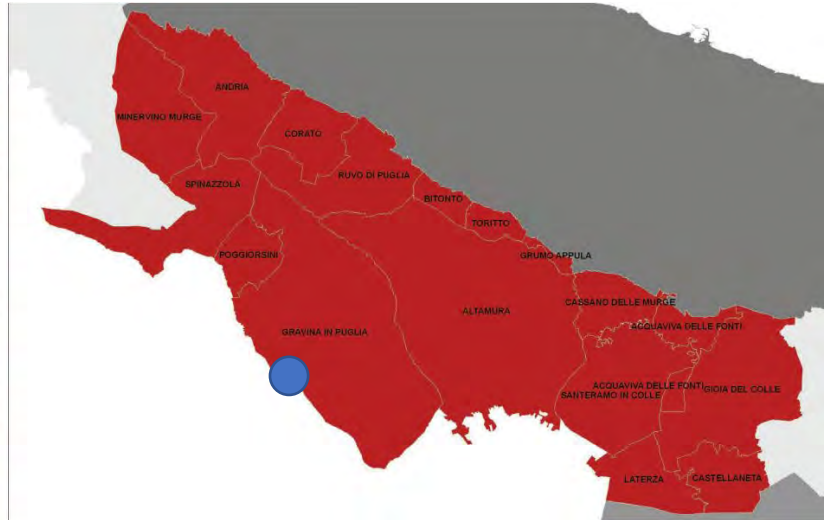 ANDRIA
MINERVINO MURGE
CORATO
RUVO DI PUGLIA
SPINAZZOLA
BITONTO
TORITTO
POGGIORSINI
GRUMO APPULA
CASSANO DELLE MURGE
ALTAMURA
ACQUAVIVA DELLE FONTI
GRAVINA IN PUGLIA
ACQUAVIVA DELLE FONTI
GIOIA DEL COLLE
SANTERAMO IN COLLE
LATERZA
CASTELLANETA